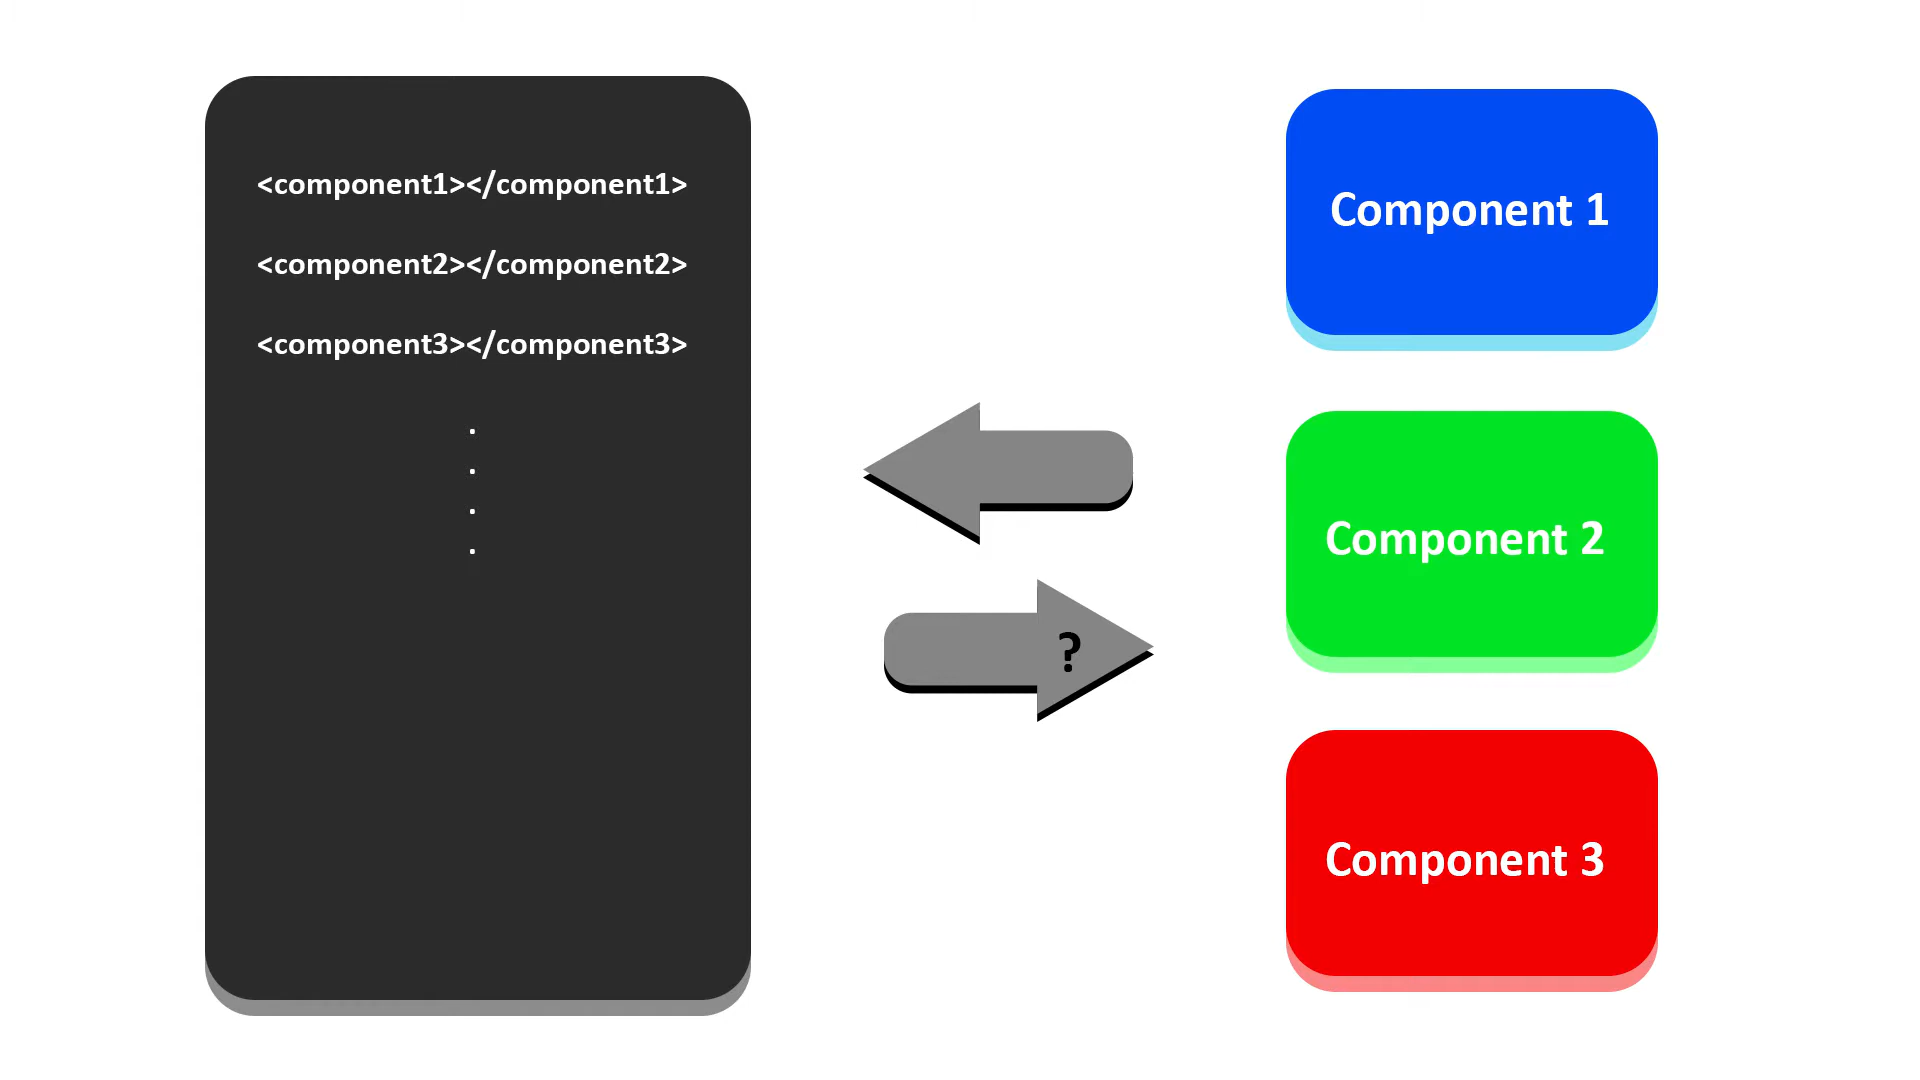 <component1></component1>
<component2></component2>
<component3></component3>
.
.
.
.
?
Component 1
Component 2
Component 3